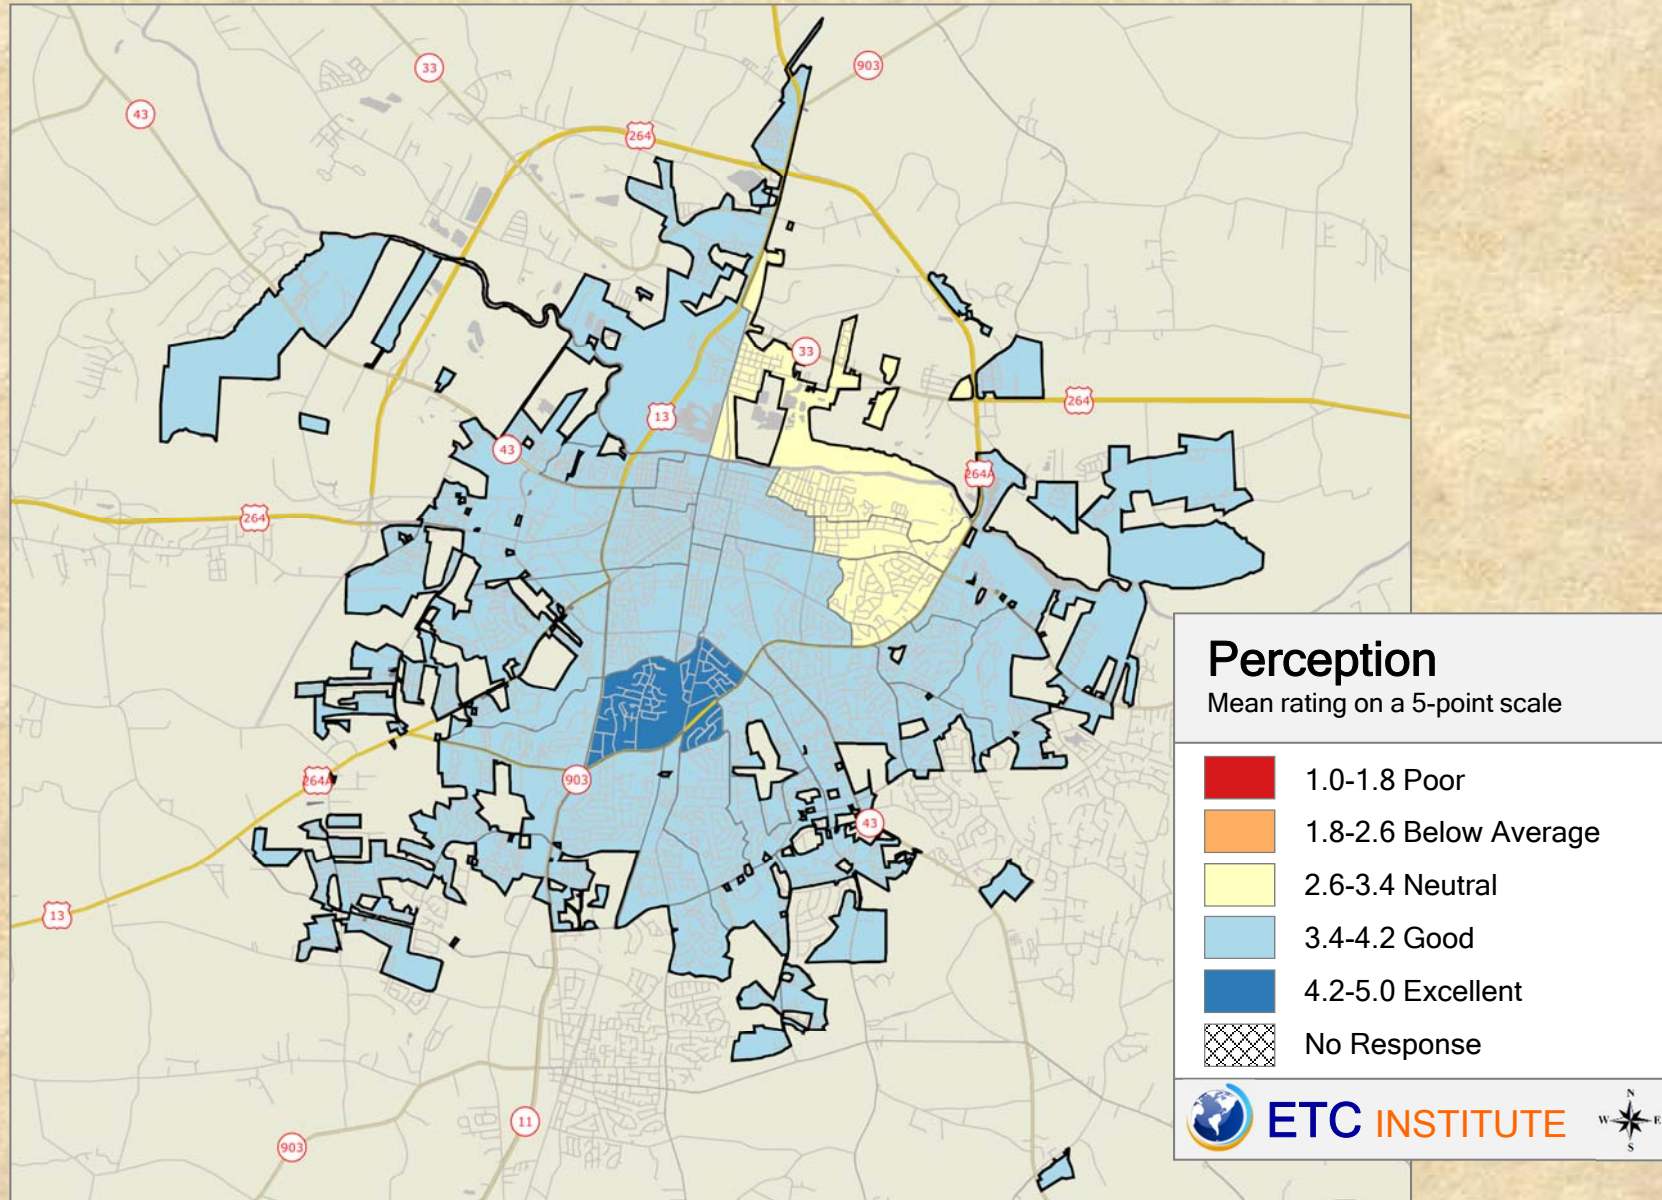 33
903
43
264
33
264
13
43
264A
264
903
264A
43
13
11
903
Perception
Mean rating on a 5-point scale
1.0-1.8 Poor
1.8-2.6 Below Average
2.6-3.4 Neutral
3.4-4.2 Good
4.2-5.0 Excellent
No Response
ETC INSTITUTE
N
W E
S